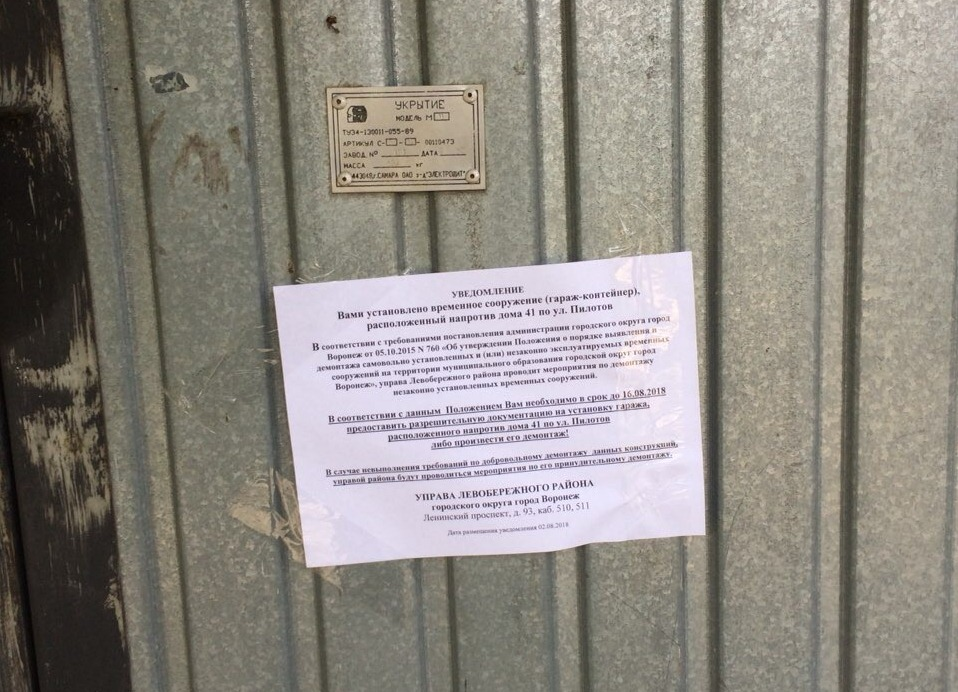 УКРЫТИЕ
МОДЕЛЬ М
ТУ34-130011-055-89
АРТИКУЛ С- - - 00110473
ЗАВОД. № ДАТА
МАССА кг
443048 г.САМАРА ОАО з-д "ЭЛЕКТРОЩИТ"
УВЕДОМЛЕНИЕ
Вами установлено временное сооружение (гараж-контейнер),
расположенный напротив дома 41 по ул. Пилотов
В соответствии с требованиями постановления администрации городского округа город
Воронеж от 05.10.2015 N 760 «Об утверждении Положения о порядке выявления и
демонтажа самовольно установленных и (или) незаконно эксплуатируемых временных
сооружений на территории муниципального образования городской округ город
Воронеж», управа Левобережного района проводит мероприятия по демонтажу
незаконно установленных временных сооружений.
В соответствии с данным Положением Вам необходимо в срок до 16.08.2018
предоставить разрешительную документацию на установку гаража,
расположенного напротив дома 41 по ул. Пилотов
либо произвести его демонтаж!
В случае невыполнения требований по добровольному демонтажу данных конструкций,
управой района будут проводиться мероприятия по его принудительному демонтажу.
УПРАВА ЛЕВОБЕРЕЖНОГО РАЙОНА
городского округа город Воронеж
Ленинский проспект, д. 93, каб. 510, 511
Дата размещения уведомления 02.08.2018